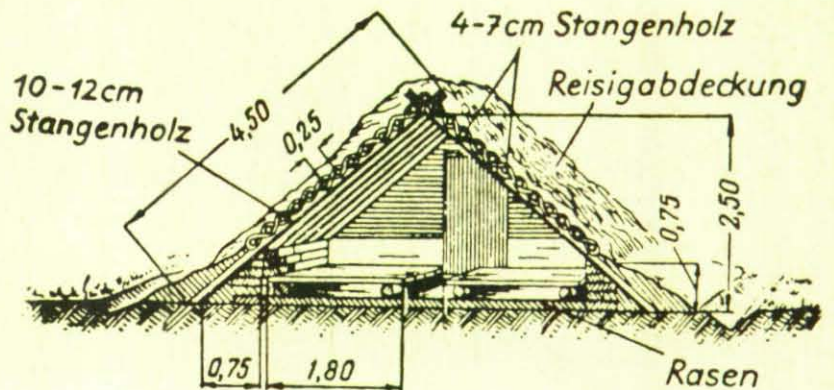 4-7cm Stangenholz
10-12cm
Stangenholz
Reisigabdeckung
4,50
0,25
2,50
0,75
0,75
1,80
Rasen